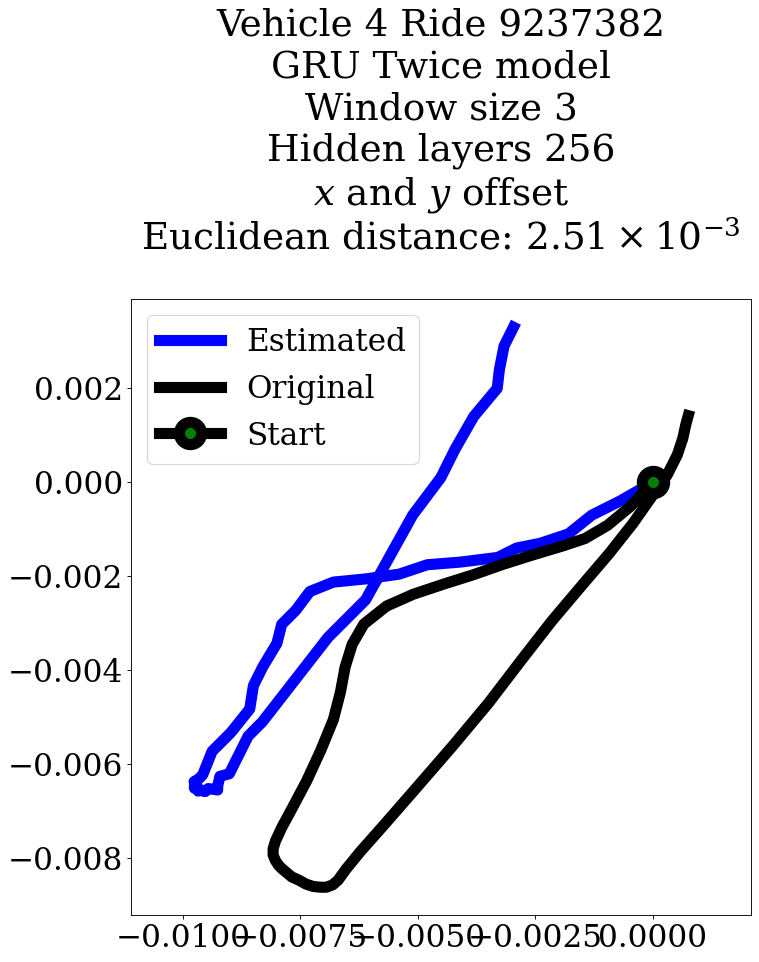 Vehicle 4 Ride 9237382
GRU Twice model
Window size 3
Hidden layers 256
x and y offset
Euclidean distance: 2.51 × 10⁻³
Estimated
Original
Start
0.002
0.000
−0.002
−0.004
−0.006
−0.008
−0.0100 −0.0075 −0.0050 −0.0025 0.0000